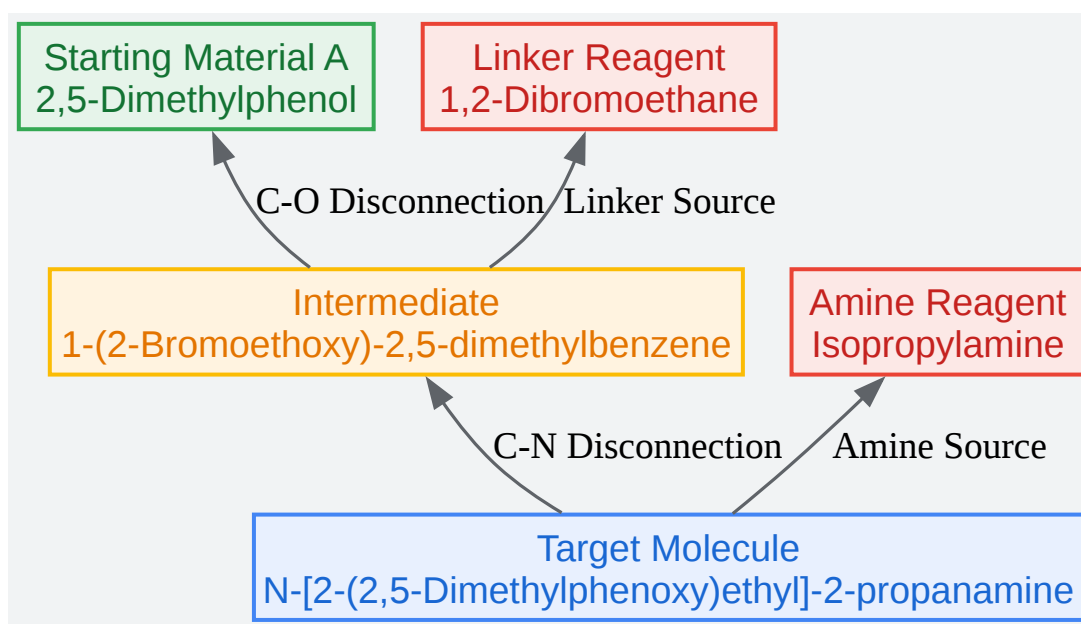 Starting Material A
2,5-Dimethylphenol
Linker Reagent
1,2-Dibromoethane
C-O Disconnection
Linker Source
Intermediate
1-(2-Bromoethoxy)-2,5-dimethylbenzene
Amine Reagent
Isopropylamine
C-N Disconnection
Amine Source
Target Molecule
N-[2-(2,5-Dimethylphenoxy)ethyl]-2-propanamine